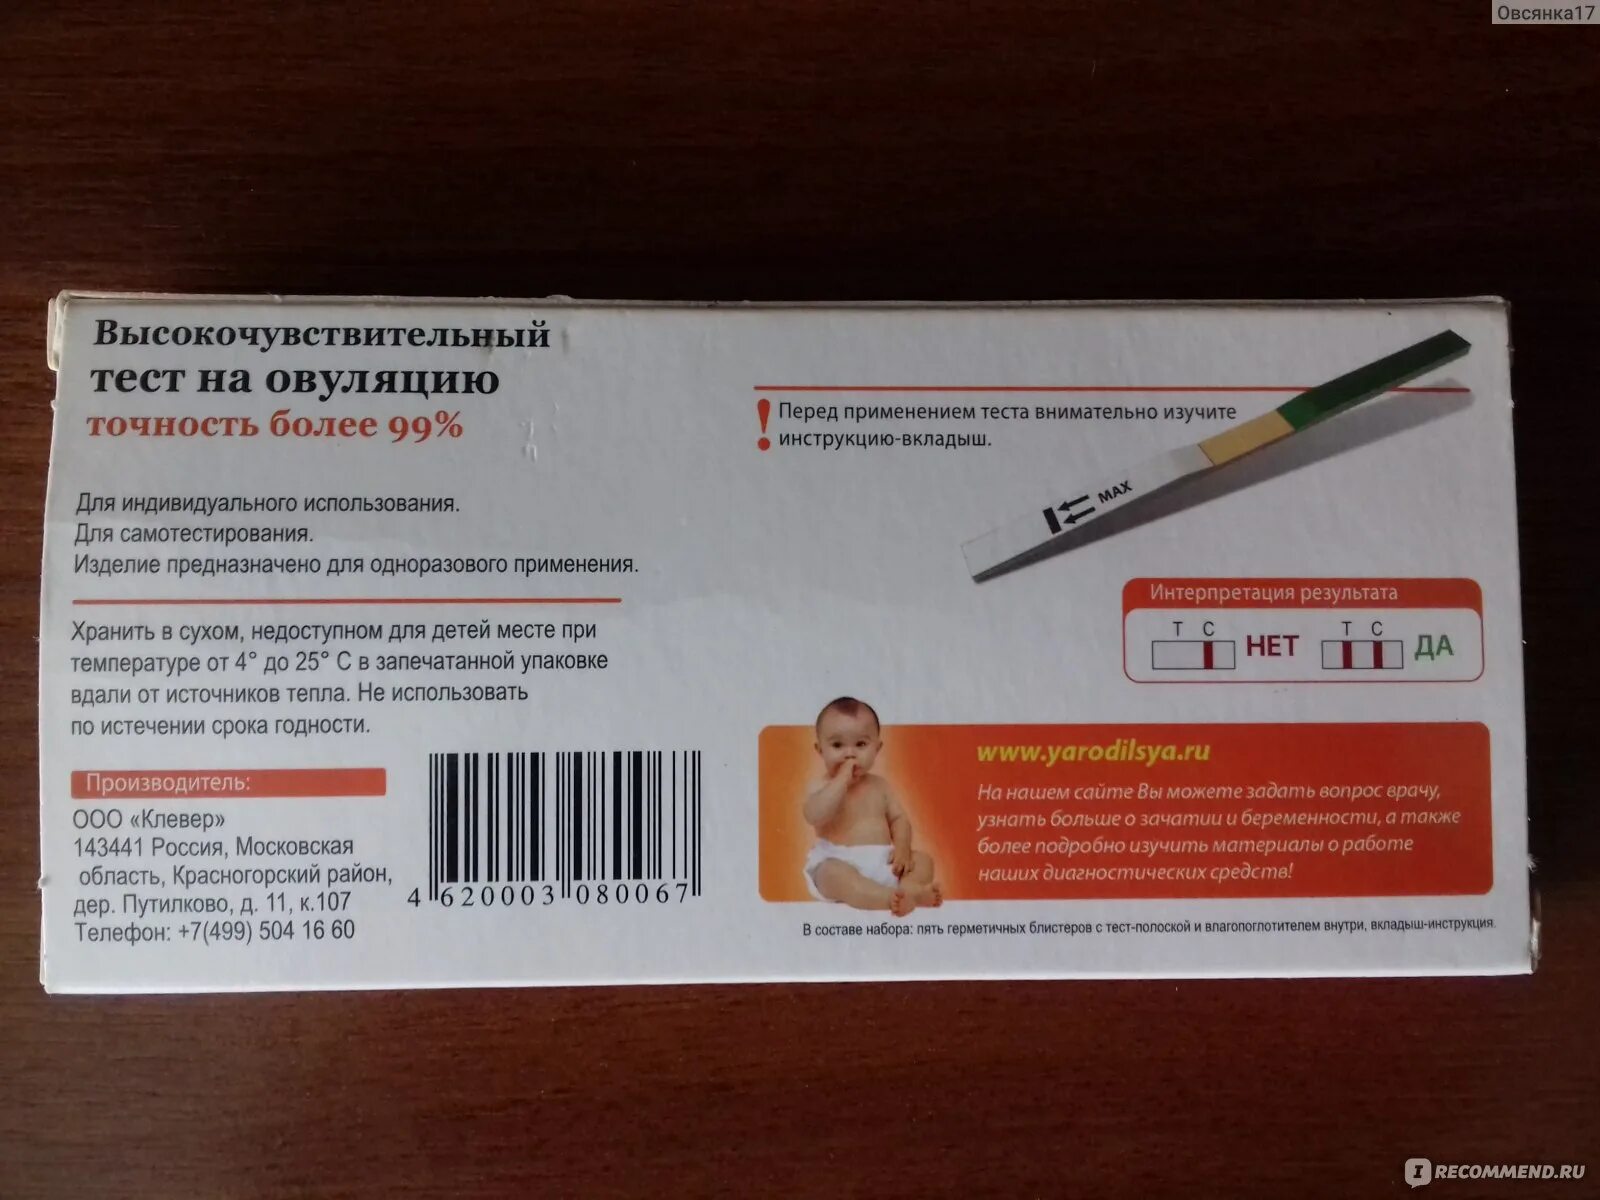 Овсянка17
Высокочувствительный
тест на овуляцию
точность более 99%
Для индивидуального использования.
Для самотестирования.
Изделие предназначено для одноразового применения.
Хранить в сухом, недоступном для детей месте при
температуре от 4° до 25° С в запечатанной упаковке
вдали от источников тепла. Не использовать
по истечении срока годности.
Производитель:
ООО «Клевер»
143441 Россия, Московская
область, Красногорский район,
дер. Путилково, д. 11, к.107
Телефон: +7(499) 504 16 60
4 620003 080067
! Перед применением теста внимательно изучите
инструкцию-вкладыш.
MAX
Интерпретация результата
T C НЕТ T C ДА
www.yarodilsya.ru
На нашем сайте Вы можете задать вопрос врачу,
узнать больше о зачатии и беременности, а также
более подробно изучить материалы о работе
наших диагностических средств!
В составе набора: пять герметичных блистеров с тест-полоской и влагопоглотителем внутри, вкладыш-инструкция.
I RECOMMEND.RU